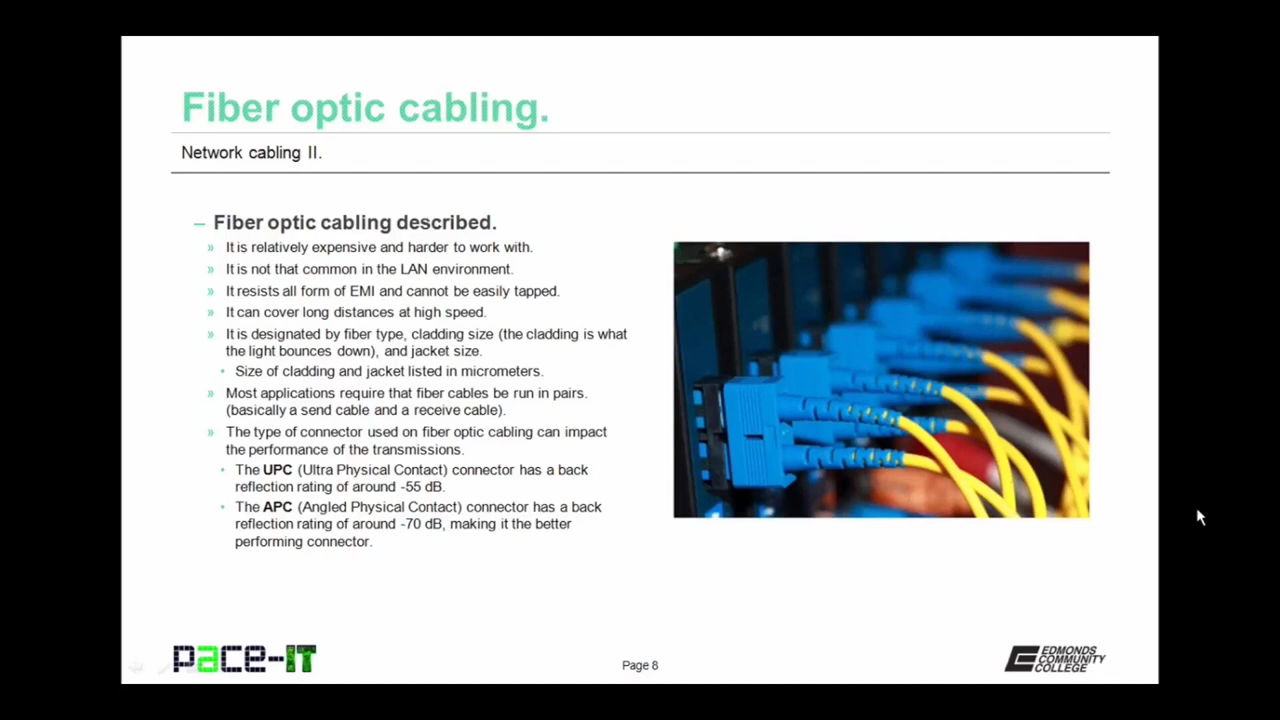 Fiber optic cabling.
Network cabling II.
– Fiber optic cabling described.
» It is relatively expensive and harder to work with.
» It is not that common in the LAN environment.
» It resists all form of EMI and cannot be easily tapped.
» It can cover long distances at high speed.
» It is designated by fiber type, cladding size (the cladding is what
the light bounces down), and jacket size.
• Size of cladding and jacket listed in micrometers.
» Most applications require that fiber cables be run in pairs.
(basically a send cable and a receive cable).
» The type of connector used on fiber optic cabling can impact
the performance of the transmissions.
• The UPC (Ultra Physical Contact) connector has a back
reflection rating of around -55 dB.
• The APC (Angled Physical Contact) connector has a back
reflection rating of around -70 dB, making it the better
performing connector.
pace-IT
Page 8
EDMONDS
COMMUNITY
COLLEGE